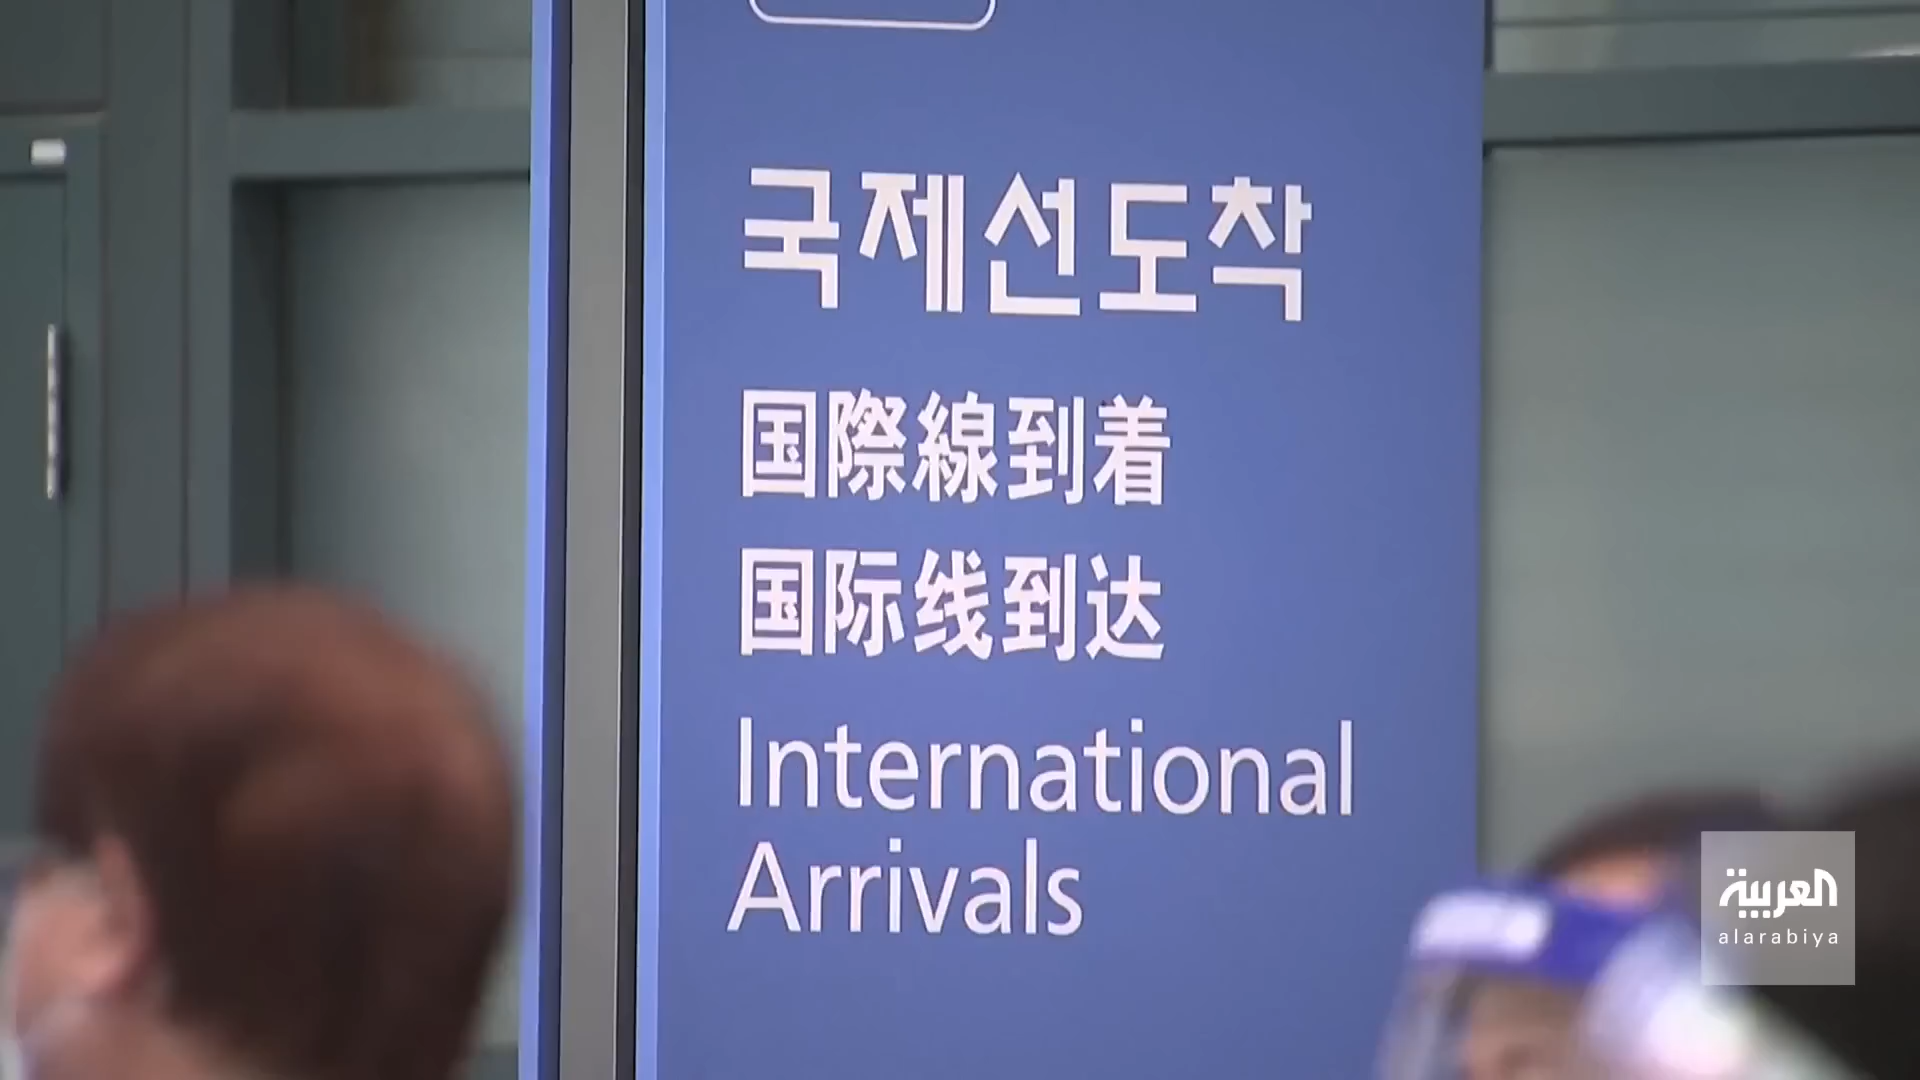 국제선도착
国際線到着
国际线到达
International
Arrivals
العربية
alarabiya